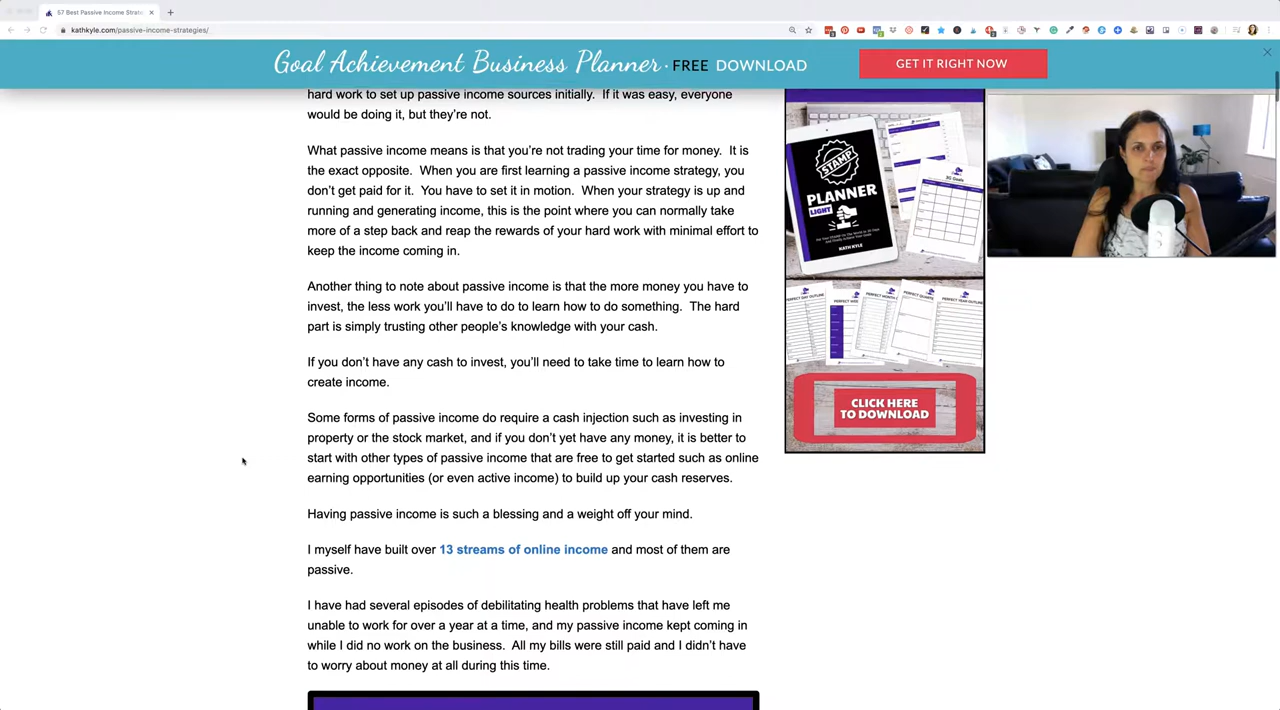 57 Best Passive Income Strate
kathkyle.com/passive-income-strategies/
Goal Achievement Business Planner · FREE DOWNLOAD
GET IT RIGHT NOW
hard work to set up passive income sources initially. If it was easy, everyone
would be doing it, but they're not.
What passive income means is that you're not trading your time for money. It is
the exact opposite. When you are first learning a passive income strategy, you
don't get paid for it. You have to set it in motion. When your strategy is up and
running and generating income, this is the point where you can normally take
more of a step back and reap the rewards of your hard work with minimal effort to
keep the income coming in.
Another thing to note about passive income is that the more money you have to
invest, the less work you'll have to do to learn how to do something. The hard
part is simply trusting other people's knowledge with your cash.
If you don't have any cash to invest, you'll need to take time to learn how to
create income.
Some forms of passive income do require a cash injection such as investing in
property or the stock market, and if you don't yet have any money, it is better to
start with other types of passive income that are free to get started such as online
earning opportunities (or even active income) to build up your cash reserves.
Having passive income is such a blessing and a weight off your mind.
I myself have built over 13 streams of online income and most of them are
passive.
I have had several episodes of debilitating health problems that have left me
unable to work for over a year at a time, and my passive income kept coming in
while I did no work on the business. All my bills were still paid and I didn't have
to worry about money at all during this time.
STAMP
PLANNER
LIGHT
KATH KYLE
30 Goals
PERFECT DAY OUTLINE
PERFECT WEE
PERFECT MONTH
PERFECT QUARTE
PERFECT YEAR OUTLINE
CLICK HERE
TO DOWNLOAD